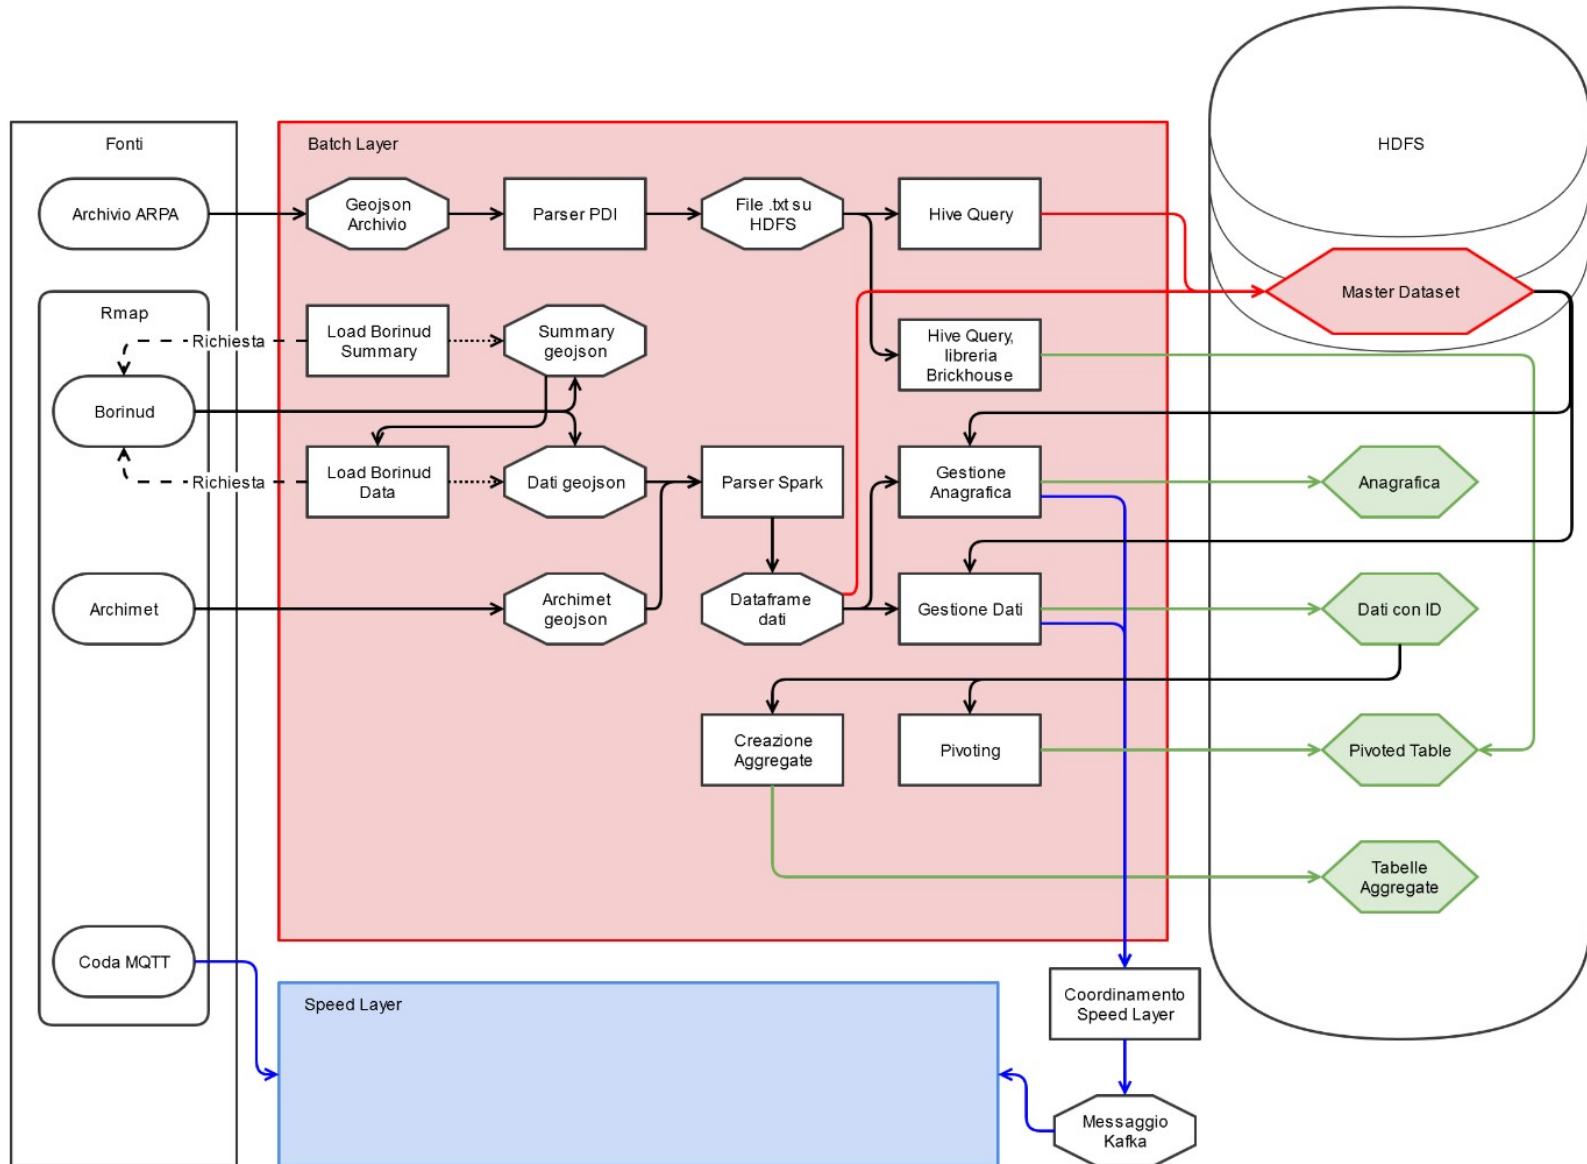 Fonti
Batch Layer
HDFS
Archivio ARPA
Geojson
Archivio
Parser PDI
File .txt su
HDFS
Hive Query
Master Dataset
Rmap
Richiesta
Load Borinud
Summary
Summary
geojson
Hive Query,
libreria
Brickhouse
Borinud
Richiesta
Load Borinud
Data
Dati geojson
Parser Spark
Gestione
Anagrafica
Anagrafica
Archimet
Archimet
geojson
Dataframe
dati
Gestione Dati
Dati con ID
Creazione
Aggregate
Pivoting
Pivoted Table
Tabelle
Aggregate
Coda MQTT
Speed Layer
Coordinamento
Speed Layer
Messaggio
Kafka